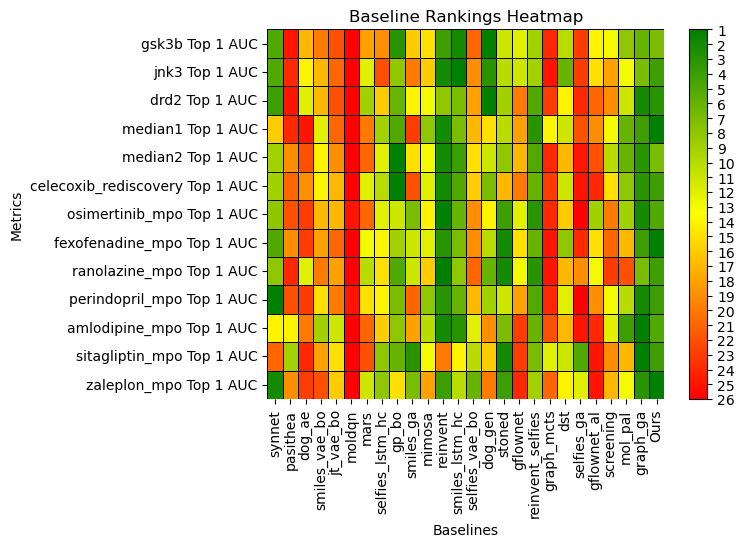 Baseline Rankings Heatmap
Metrics
gsk3b Top 1 AUC
jnk3 Top 1 AUC
drd2 Top 1 AUC
median1 Top 1 AUC
median2 Top 1 AUC
celecoxib_rediscovery Top 1 AUC
osimertinib_mpo Top 1 AUC
fexofenadine_mpo Top 1 AUC
ranolazine_mpo Top 1 AUC
perindopril_mpo Top 1 AUC
amlodipine_mpo Top 1 AUC
sitagliptin_mpo Top 1 AUC
zaleplon_mpo Top 1 AUC
synnet
pasithea
dog_ae
smiles_vae_bo
jt_vae_bo
moldqn
mars
selfies_lstm_hc
gp_bo
smiles_ga
mimosa
reinvent
smiles_lstm_hc
selfies_vae_bo
dog_gen
stoned
gflownet
reinvent_selfies
graph_mcts
dst
selfies_ga
gflownet_al
screening
mol_pal
graph_ga
Ours
Baselines
1
2
3
4
5
6
7
8
9
10
11
12
13
14
15
16
17
18
19
20
21
22
23
24
25
26